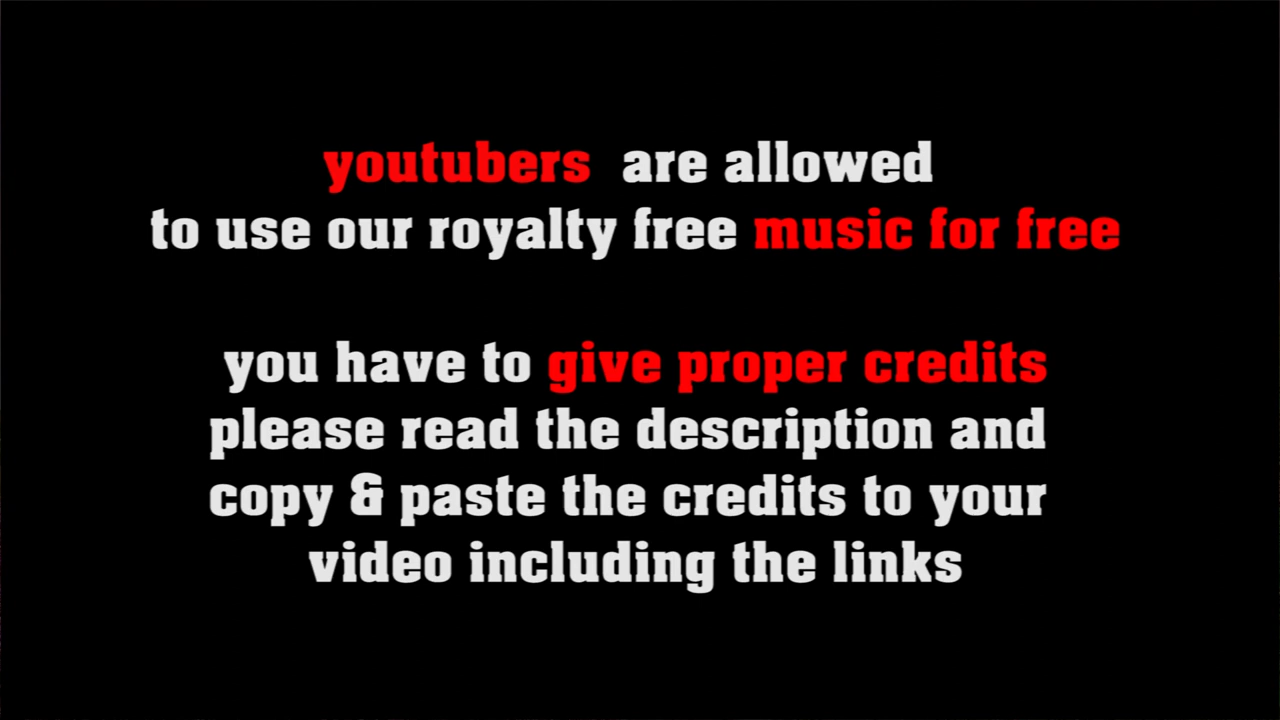 youtubers are allowed
to use our royalty free music for free
you have to give proper credits
please read the description and
copy & paste the credits to your
video including the links